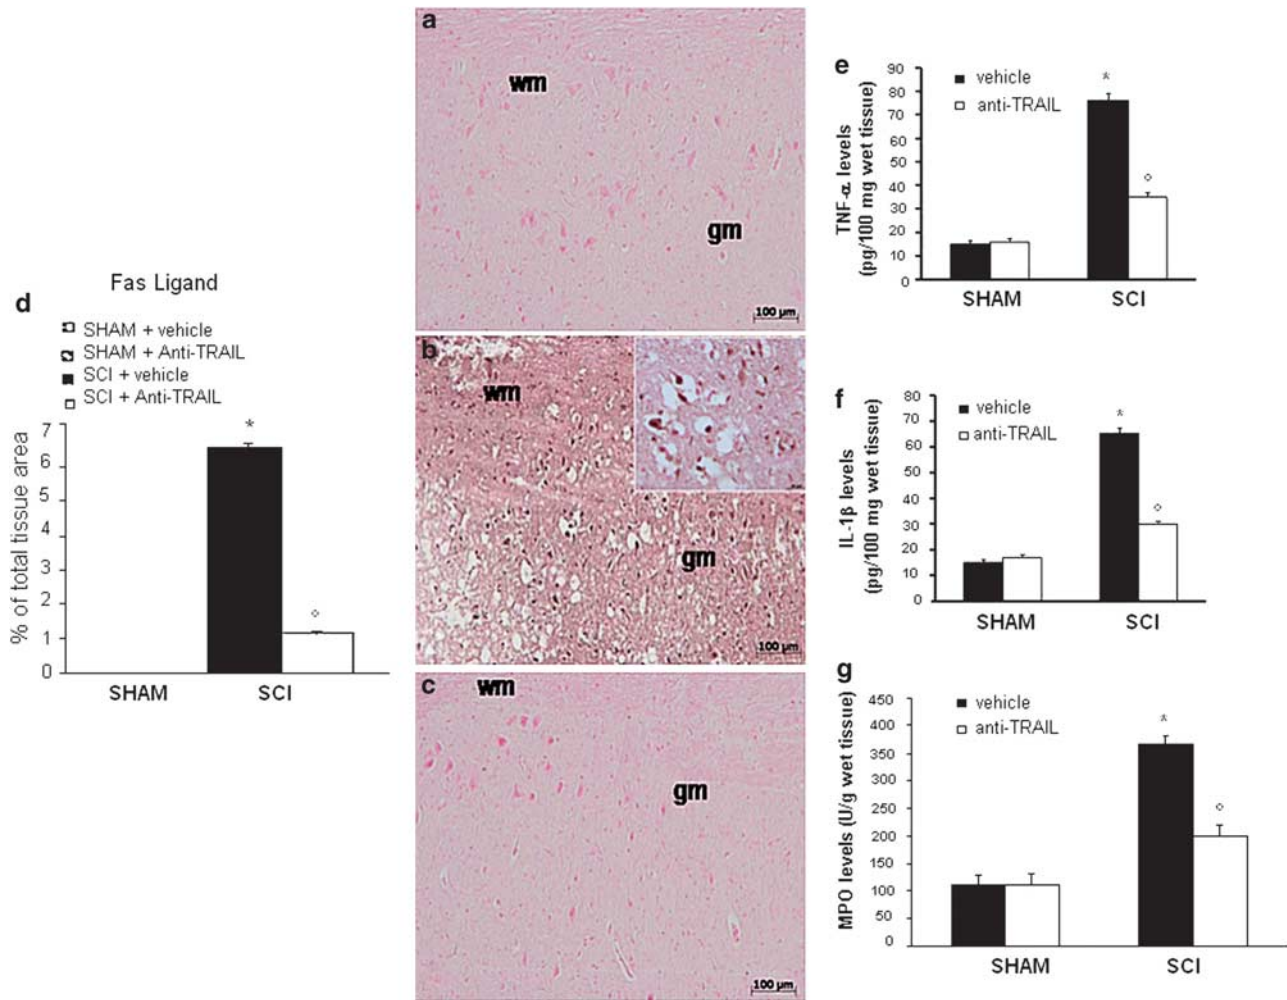 a
wm
gm
100 µm
b
wm
gm
100 µm
c
wm
gm
100 µm
Fas Ligand
d
SHAM + vehicle
SHAM + Anti-TRAIL
SCI + vehicle
SCI + Anti-TRAIL
% of total tissue area
7
6
5
4
3
2
1
0
*
◇
SHAM SCI
e
vehicle
anti-TRAIL
TNF-α levels
(pg/100 mg wet tissue)
90
80
70
60
50
40
30
20
10
0
*
◇
SHAM SCI
f
vehicle
anti-TRAIL
IL-1β levels
(pg/100 mg wet tissue)
80
70
60
50
40
30
20
10
0
*
◇
SHAM SCI
g
vehicle
anti-TRAIL
MPO levels (U/g wet tissue)
450
400
350
300
250
200
150
100
50
0
*
◇
SHAM SCI